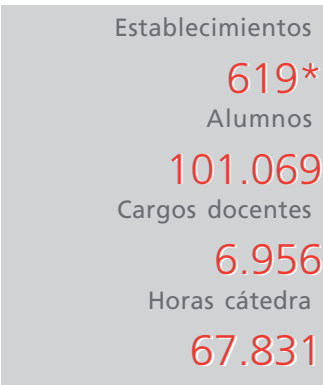 Establecimientos
619*
Alumnos
101.069
Cargos docentes
6.956
Horas cátedra
67.831